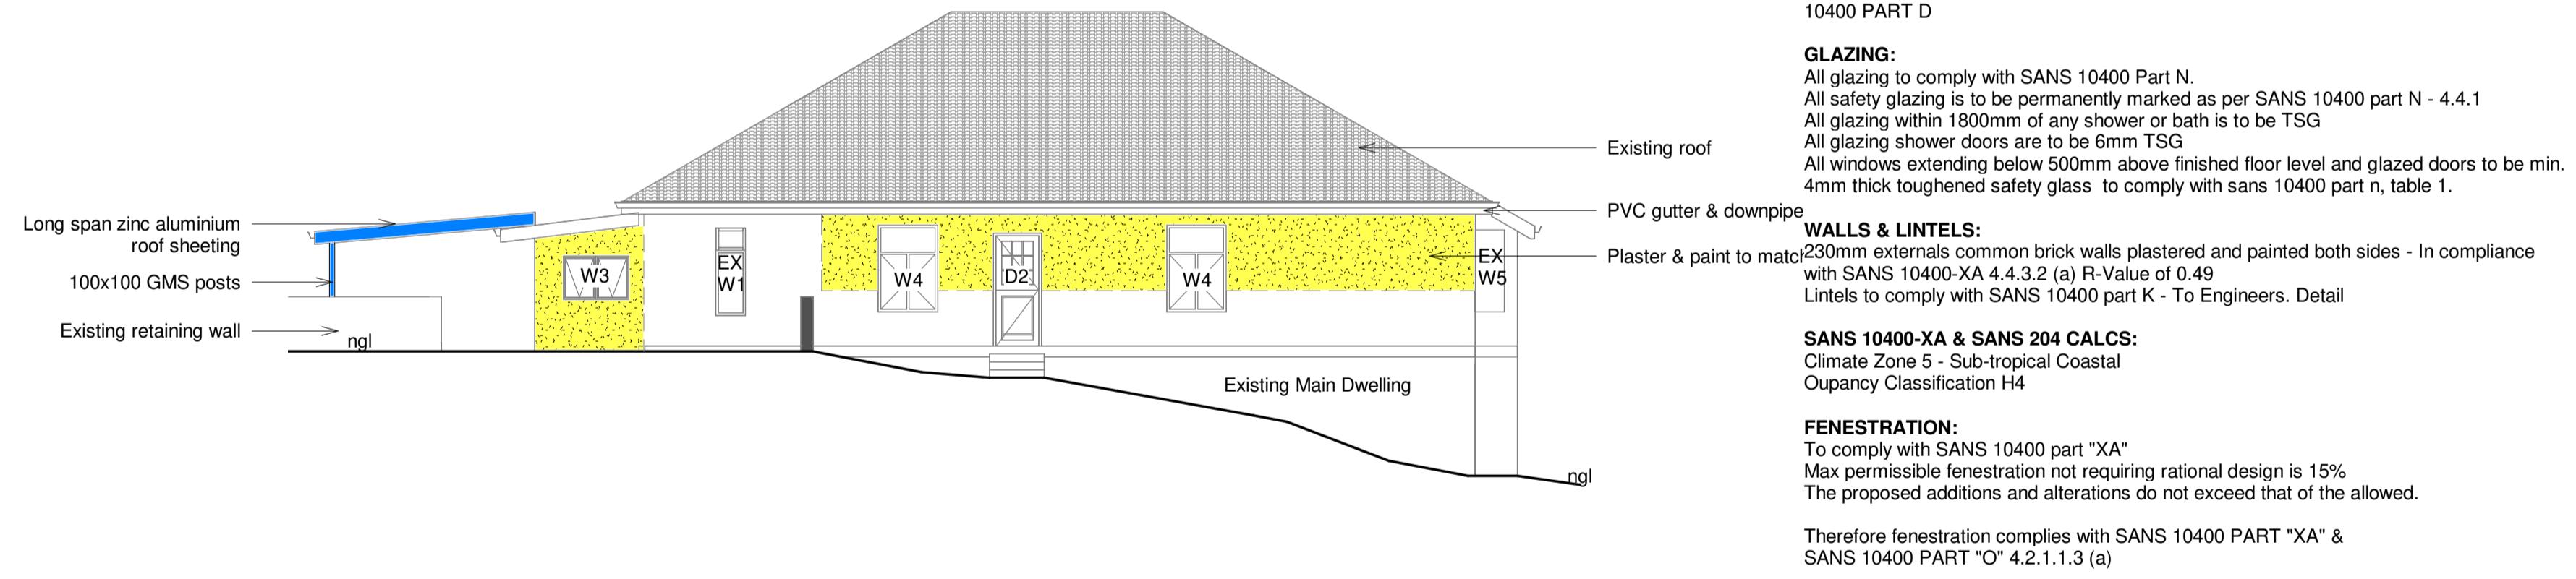 Long span zinc aluminium
roof sheeting
100x100 GMS posts
Existing retaining wall
ngl
W3
EX
W1
W4
D2
W4
EX
W5
Existing Main Dwelling
ngl
Existing roof
PVC gutter & downpipe
Plaster & paint to match
10400 PART D
GLAZING:
All glazing to comply with SANS 10400 Part N.
All safety glazing is to be permanently marked as per SANS 10400 part N - 4.4.1
All glazing within 1800mm of any shower or bath is to be TSG
All glazing shower doors are to be 6mm TSG
All windows extending below 500mm above finished floor level and glazed doors to be min.
4mm thick toughened safety glass to comply with sans 10400 part n, table 1.
WALLS & LINTELS:
230mm externals common brick walls plastered and painted both sides - In compliance
with SANS 10400-XA 4.4.3.2 (a) R-Value of 0.49
Lintels to comply with SANS 10400 part K - To Engineers. Detail
SANS 10400-XA & SANS 204 CALCS:
Climate Zone 5 - Sub-tropical Coastal
Oupancy Classification H4
FENESTRATION:
To comply with SANS 10400 part "XA"
Max permissible fenestration not requiring rational design is 15%
The proposed additions and alterations do not exceed that of the allowed.
Therefore fenestration complies with SANS 10400 PART "XA" &
SANS 10400 PART "O" 4.2.1.1.3 (a)